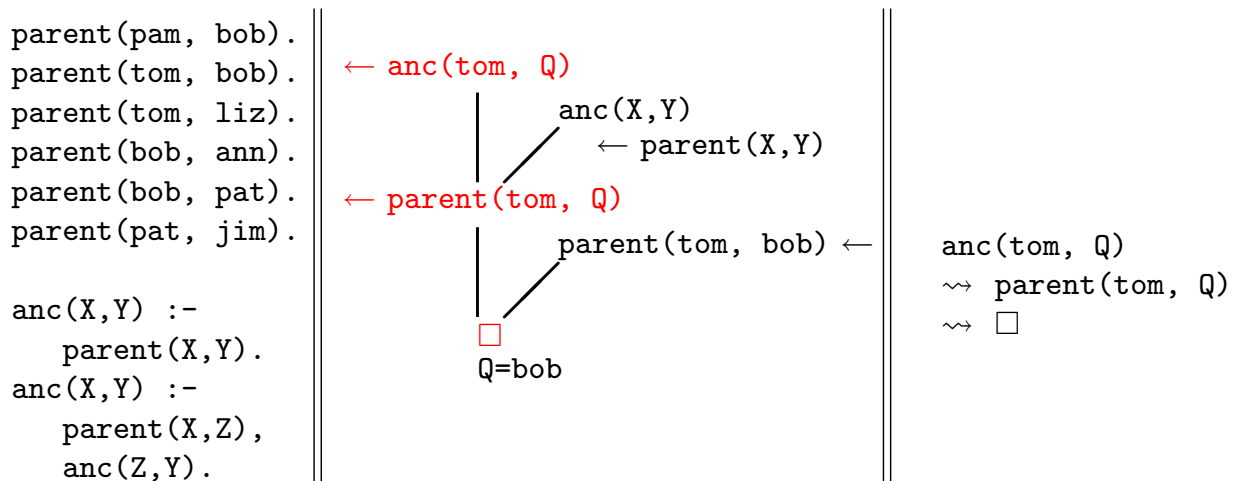 parent(pam, bob).
parent(tom, bob).
parent(tom, liz).
parent(bob, ann).
parent(bob, pat).
parent(pat, jim).
anc(X,Y) :-
parent(X,Y).
anc(X,Y) :-
parent(X,Z),
anc(Z,Y).
← anc(tom, Q)
anc(X,Y)
← parent(X,Y)
← parent(tom, Q)
parent(tom, bob) ←
□
Q=bob
anc(tom, Q)
⇝ parent(tom, Q)
⇝ □